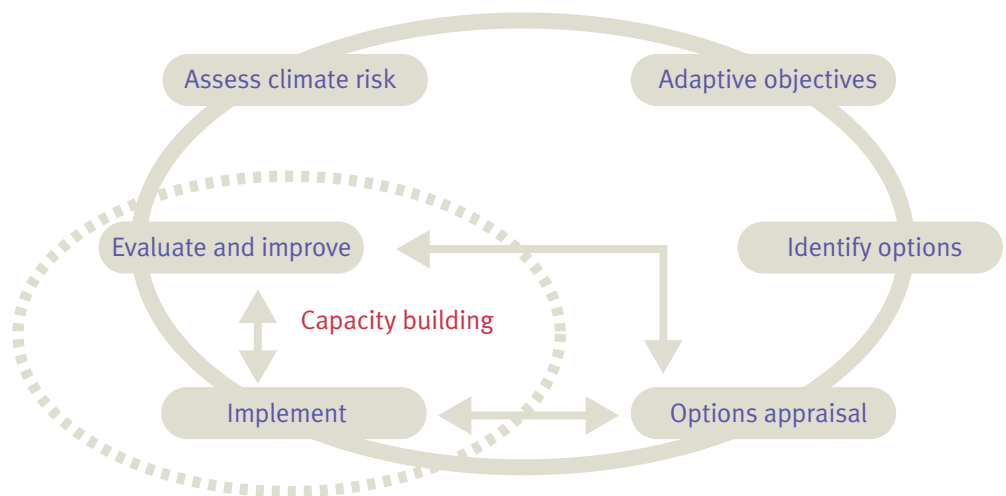 Assess climate risk
Adaptive objectives
Evaluate and improve
Identify options
Capacity building
Implement
Options appraisal